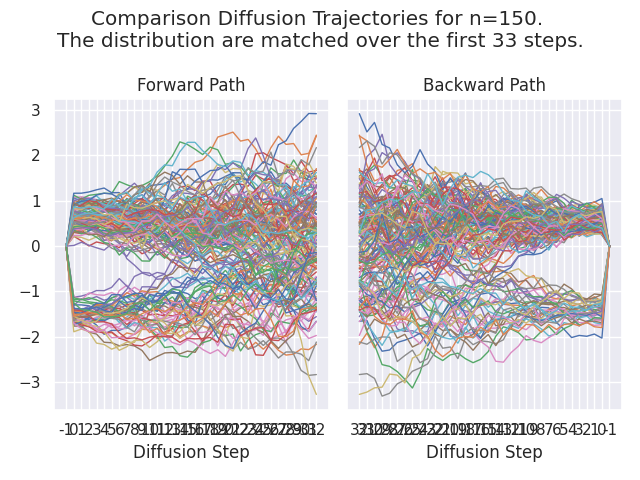 Comparison Diffusion Trajectories for n=150.
The distribution are matched over the first 33 steps.
Forward Path
Backward Path
3
2
1
0
−1
−2
−3
Diffusion Step
Diffusion Step